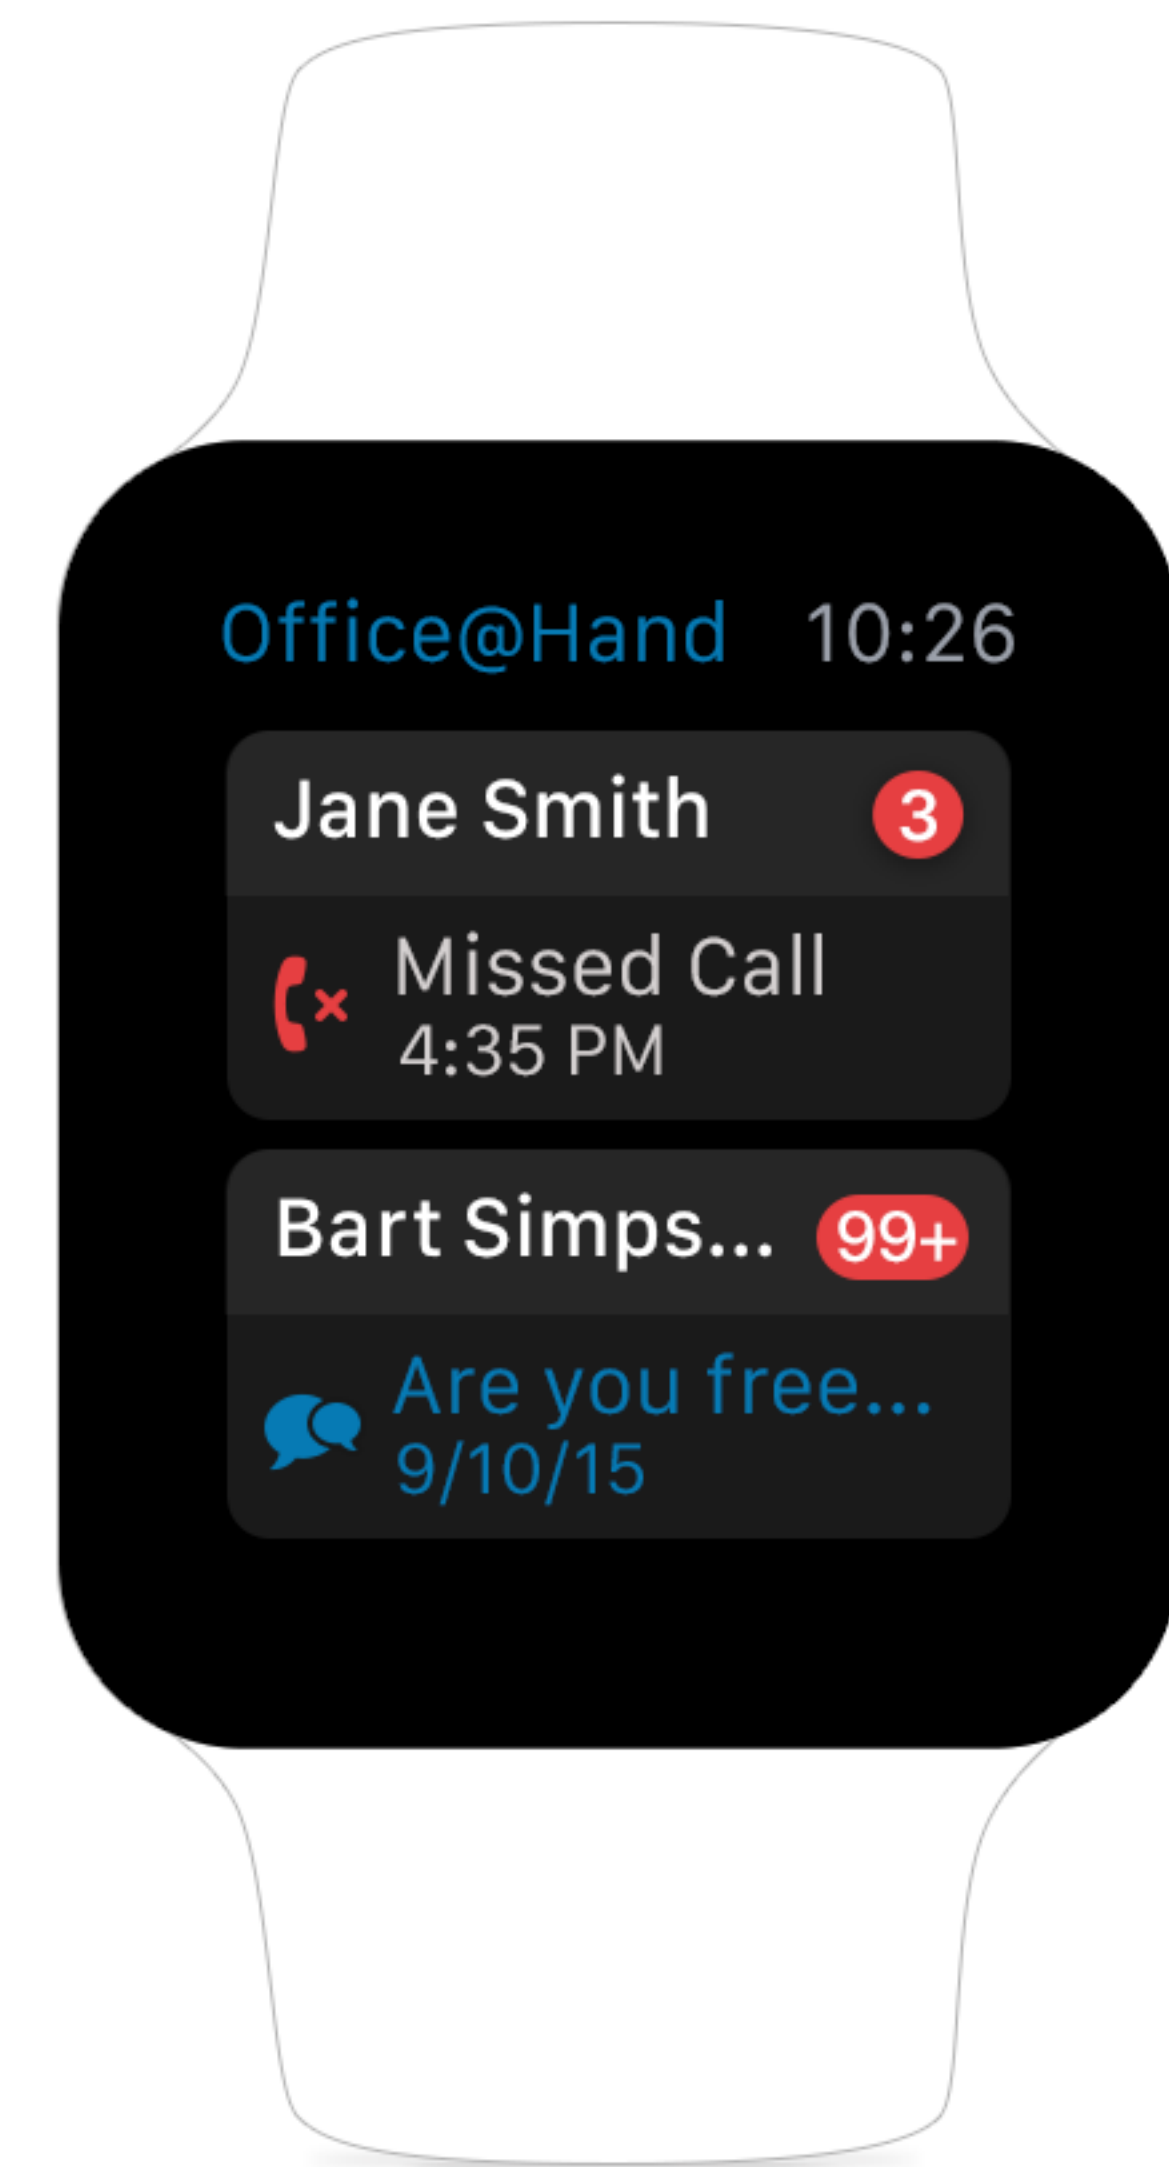 Office@Hand 10:26
Jane Smith 3
Missed Call
4:35 PM
Bart Simps... 99+
Are you free...
9/10/15